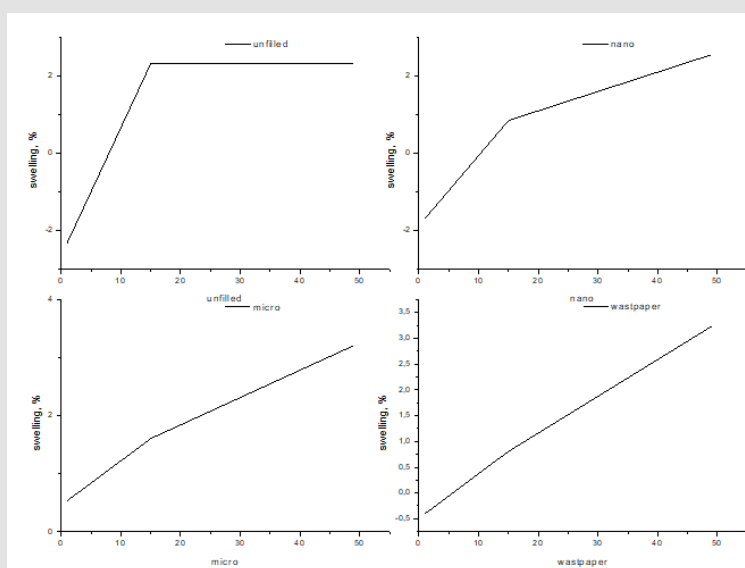 unfilled
swelling, %
2
0
-2
0 10 20 30 40 50
unfilled
nano
swelling, %
2
0
-2
0 10 20 30 40 50
nano
micro
swelling, %
4
2
0
0 10 20 30 40 50
micro
wastpaper
swelling, %
3,5
3,0
2,5
2,0
1,5
1,0
0,5
0,0
-0,5
0 10 20 30 40 50
wastpaper